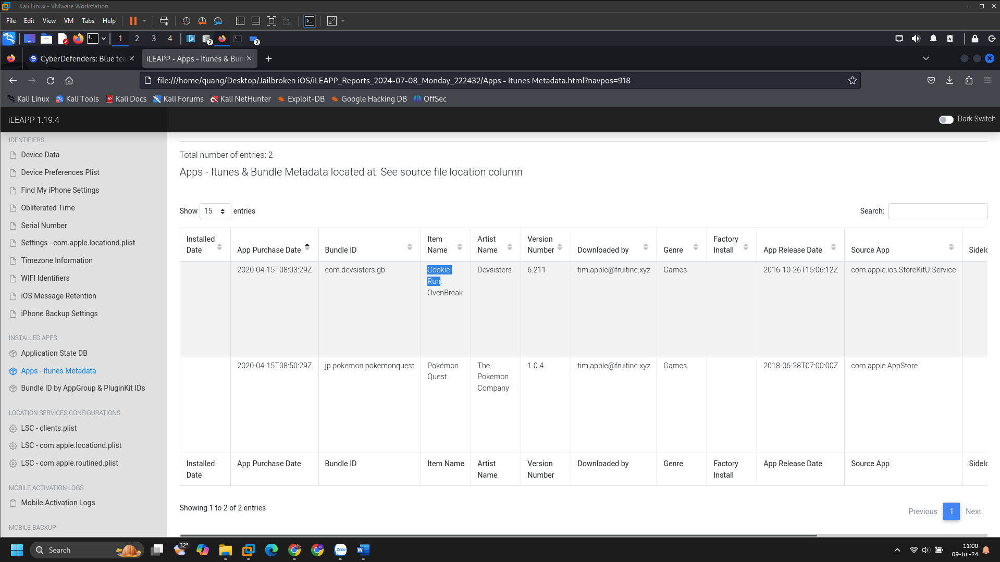 Kali Linux - VMware Workstation
File Edit View VM Tabs Help
1 2 3 4 2 2
CyberDefenders: Blue tea iLEAPP - Apps - Itunes & Bun
file:///home/quang/Desktop/Jailbroken iOS/iLEAPP_Reports_2024-07-08_Monday_222432/Apps - Itunes Metadata.html?navpos=918
Kali Linux Kali Tools Kali Docs Kali Forums Kali NetHunter Exploit-DB Google Hacking DB OffSec
iLEAPP 1.19.4 Dark Switch
IDENTIFIERS
Device Data
Device Preferences Plist
Find My iPhone Settings
Obliterated Time
Serial Number
Settings - com.apple.locationd.plist
Timezone Information
WIFI Identifiers
iOS Message Retention
iPhone Backup Settings
INSTALLED APPS
Application State DB
Apps - Itunes Metadata
Bundle ID by AppGroup & PluginKit IDs
LOCATION SERVICES CONFIGURATIONS
LSC - clients.plist
LSC - com.apple.locationd.plist
LSC - com.apple.routined.plist
MOBILE ACTIVATION LOGS
Mobile Activation Logs
MOBILE BACKUP
Total number of entries: 2
Apps - Itunes & Bundle Metadata located at: See source file location column
Show 15 entries Search:
Installed Item Artist Version Factory
Date App Purchase Date Bundle ID Name Name Number Downloaded by Genre Install App Release Date Source App Sidelo
2020-04-15T08:03:29Z com.devsisters.gb Cookie Devsisters 6.211 tim.apple@fruitinc.xyz Games 2016-10-26T15:06:12Z com.apple.ios.StoreKitUIService
Run:
OvenBreak
2020-04-15T08:50:29Z jp.pokemon.pokemonquest Pokémon The 1.0.4 tim.apple@fruitinc.xyz Games 2018-06-28T07:00:00Z com.apple.AppStore
Quest Pokemon
Company
Installed App Purchase Date Bundle ID Item Name Artist Version Downloaded by Genre Factory App Release Date Source App Sidelo
Date Name Number Install
Showing 1 to 2 of 2 entries Previous 1 Next
Search 32° Zalo 11:00
09-Jul-24